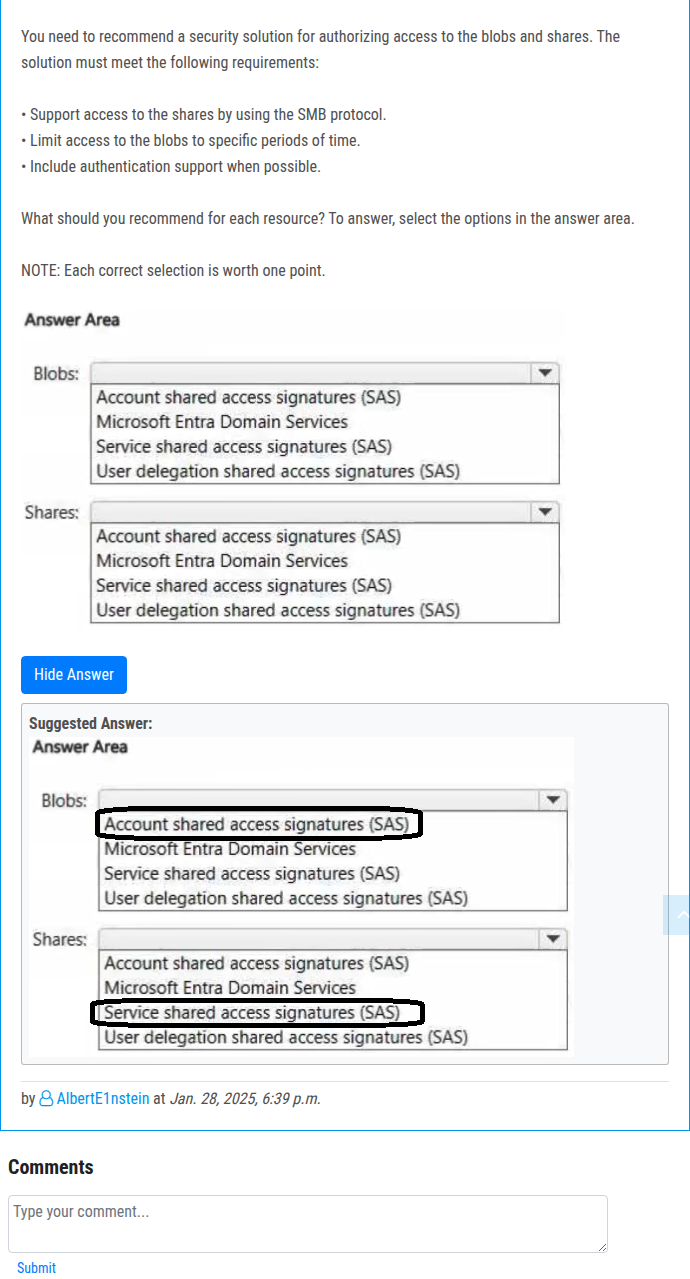 You need to recommend a security solution for authorizing access to the blobs and shares. The
solution must meet the following requirements:
• Support access to the shares by using the SMB protocol.
• Limit access to the blobs to specific periods of time.
• Include authentication support when possible.
What should you recommend for each resource? To answer, select the options in the answer area.
NOTE: Each correct selection is worth one point.
Answer Area
Blobs:
Account shared access signatures (SAS)
Microsoft Entra Domain Services
Service shared access signatures (SAS)
User delegation shared access signatures (SAS)
Shares:
Account shared access signatures (SAS)
Microsoft Entra Domain Services
Service shared access signatures (SAS)
User delegation shared access signatures (SAS)
Hide Answer
Suggested Answer:
Answer Area
Blobs:
Account shared access signatures (SAS)
Microsoft Entra Domain Services
Service shared access signatures (SAS)
User delegation shared access signatures (SAS)
Shares:
Account shared access signatures (SAS)
Microsoft Entra Domain Services
Service shared access signatures (SAS)
User delegation shared access signatures (SAS)
by AlbertE1nstein at Jan. 28, 2025, 6:39 p.m.
Comments
Type your comment...
Submit